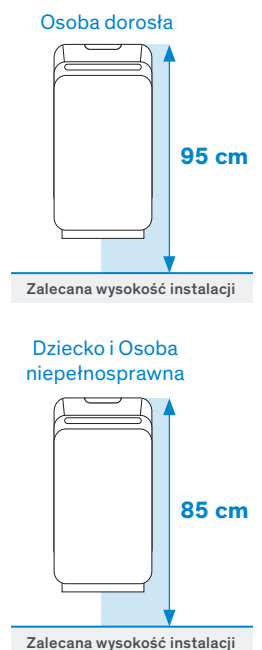 Osoba dorosła
95 cm
Zalecana wysokość instalacji
Dziecko i Osoba
niepełnosprawna
85 cm
Zalecana wysokość instalacji